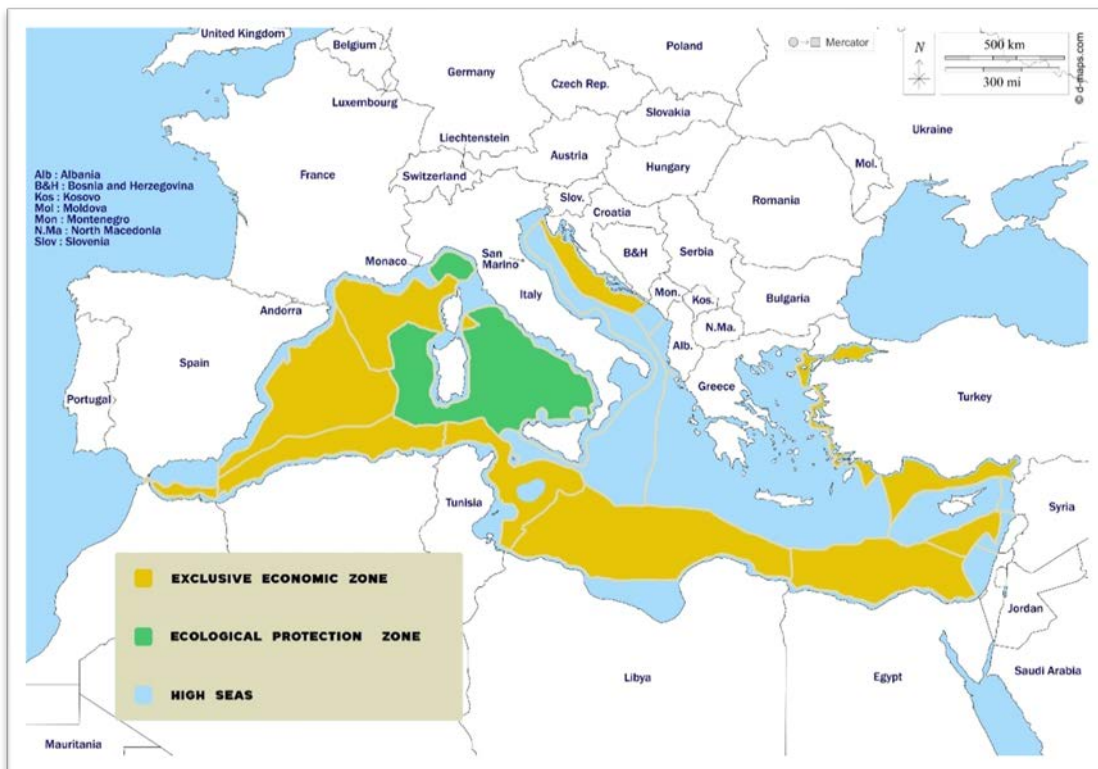 United Kingdom
Belgium
Poland
Mercator
N
500 km
300 mi
© d-maps.com
Germany
Czech Rep.
Luxembourg
Slovakia
Ukraine
Liechtenstein
Austria
Alb : Albania
B&H : Bosnia and Herzegovina
Kos : Kosovo
Mol : Moldova
Mon : Montenegro
N.Ma : North Macedonia
Slov : Slovenia
France
Switzerland
Hungary
Mol.
Slov.
Croatia
Romania
San
Marino
B&H
Serbia
Monaco
Italy
Mon.
Kos.
Bulgaria
Andorra
N.Ma.
Alb.
Spain
Portugal
Greece
Turkey
Tunisia
Syria
EXCLUSIVE ECONOMIC ZONE
ECOLOGICAL PROTECTION ZONE
HIGH SEAS
Jordan
Libya
Egypt
Saudi Arabia
Mauritania